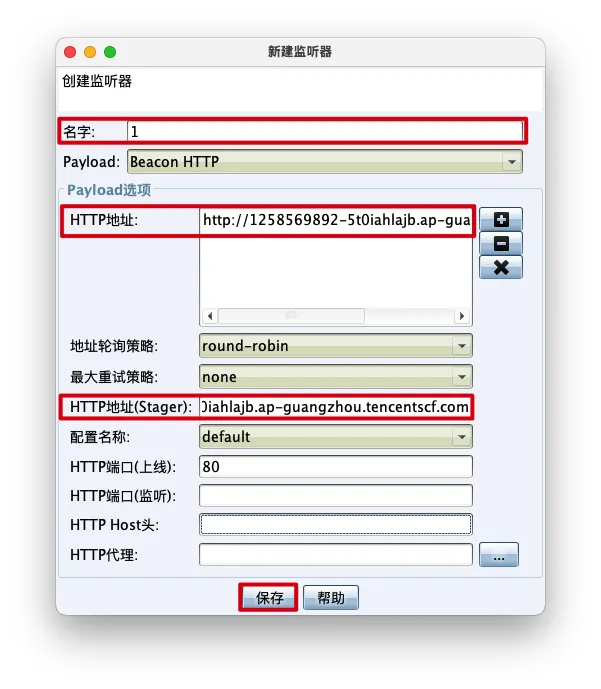 新建监听器
创建监听器
名字: 1
Payload: Beacon HTTP
Payload选项
HTTP地址: http://1258569892-5t0iahlajb.ap-gua
地址轮询策略: round-robin
最大重试策略: none
HTTP地址(Stager): 0iahlajb.ap-guangzhou.tencentscf.com
配置名称: default
HTTP端口(上线): 80
HTTP端口(监听):
HTTP Host头:
HTTP代理: ...
保存 帮助